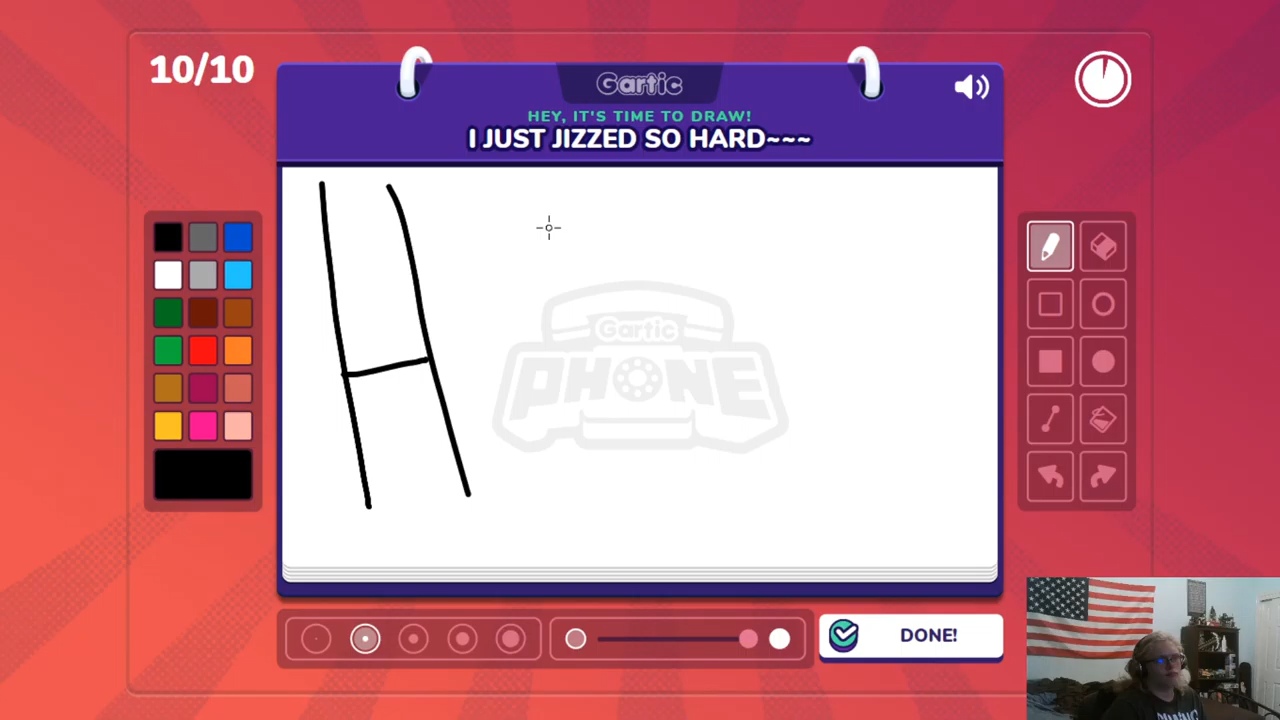 10/10
Gartic
HEY, IT'S TIME TO DRAW!
I JUST JIZZED SO HARD~~~
H
Gartic
PHONE
DONE!